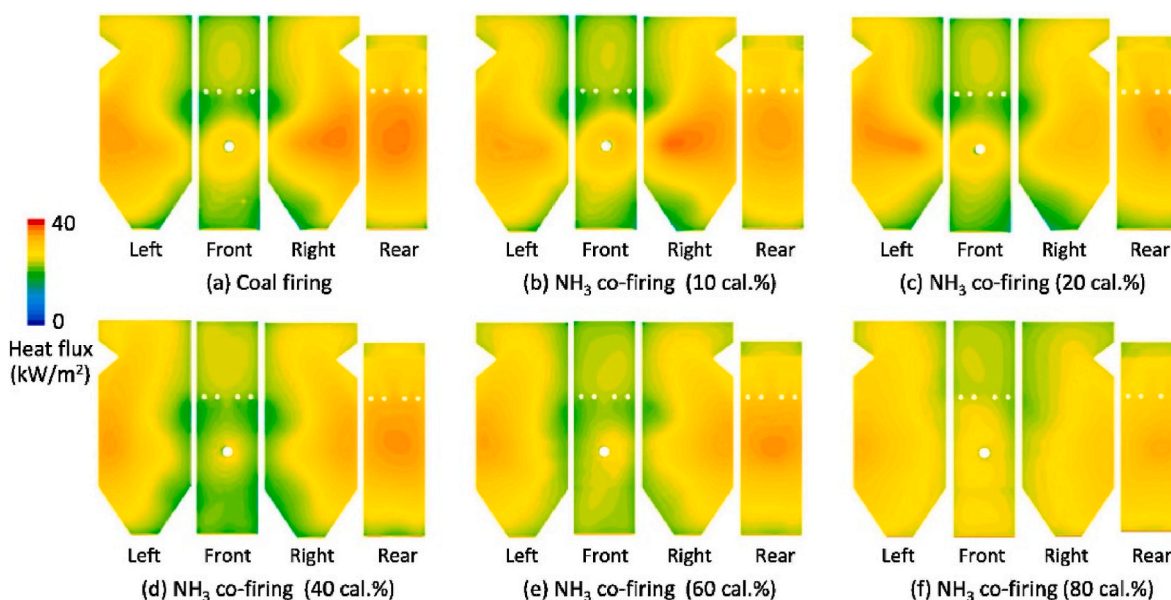 Left Front Right Rear
(a) Coal firing
Left Front Right Rear
(b) NH₃ co-firing (10 cal.%)
Left Front Right Rear
(c) NH₃ co-firing (20 cal.%)
40
0
Heat flux
(kW/m²)
Left Front Right Rear
(d) NH₃ co-firing (40 cal.%)
Left Front Right Rear
(e) NH₃ co-firing (60 cal.%)
Left Front Right Rear
(f) NH₃ co-firing (80 cal.%)